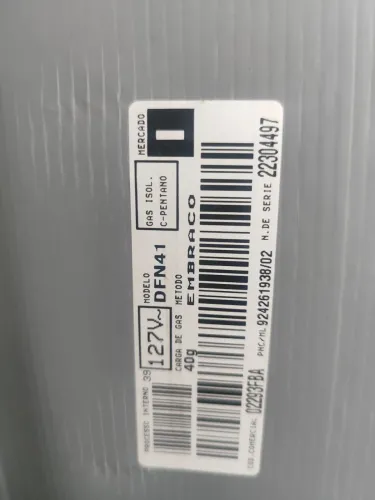 MERCADO
I
GAS ISOL.
C-PENTANO
MODELO
DFN41
127V~
CARGA DE GAS METODO
40g
EMBRACO
INTERNO 39
COD.COMERCIAL 02293FBA PNC/ML 924261938/02 N.DE SERIE 22304497